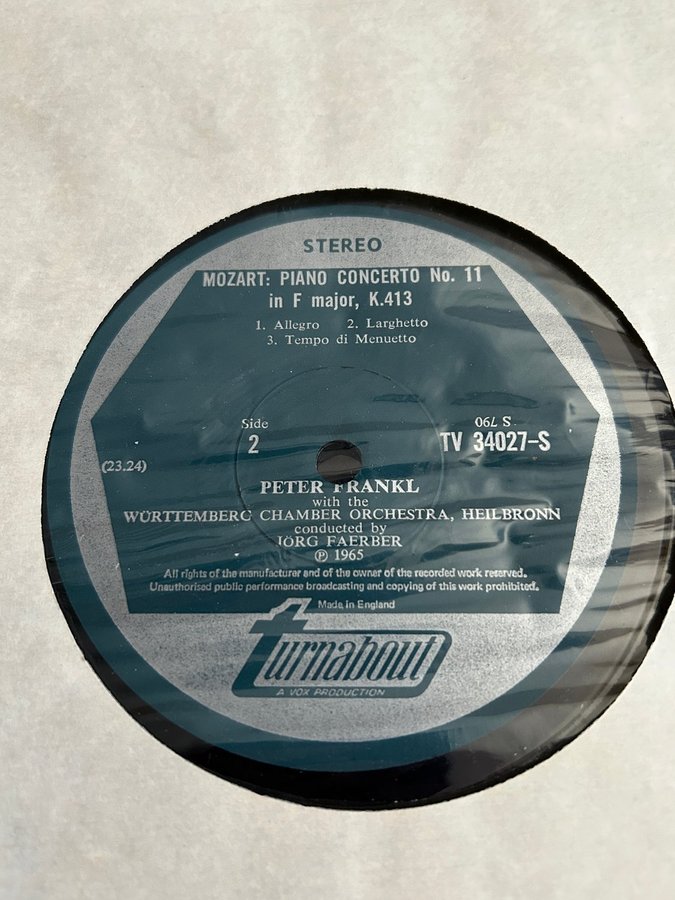 STEREO
MOZART: PIANO CONCERTO No. 11
in F major, K.413
1. Allegro 2. Larghetto
3. Tempo di Menuetto
Side
2
06L S
TV 34027-S
(23.24)
PETER FRANKL
with the
WÜRTTEMBERG CHAMBER ORCHESTRA, HEILBRONN
conducted by
JÖRG FAERBER
℗ 1965
All rights of the manufacturer and of the owner of the recorded work reserved.
Unauthorised public performance broadcasting and copying of this work prohibited.
Made in England
turnabout
A VOX PRODUCTION